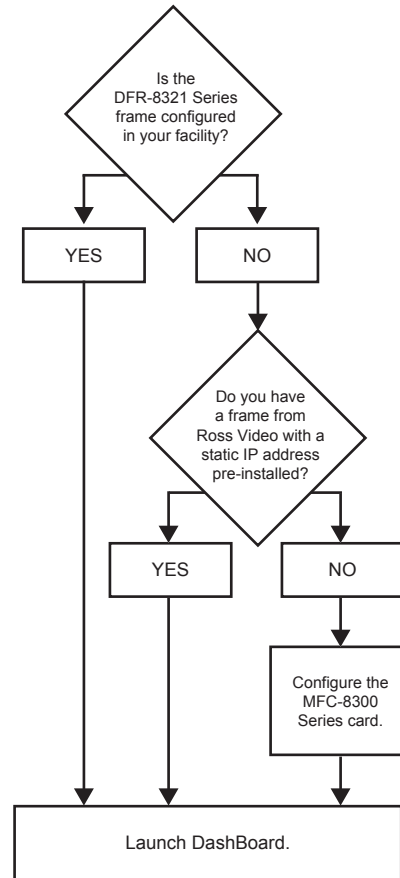 Is the
DFR-8321 Series
frame configured
in your facility?
YES
NO
Do you have
a frame from
Ross Video with a
static IP address
pre-installed?
YES
NO
Configure the
MFC-8300
Series card.
Launch DashBoard.